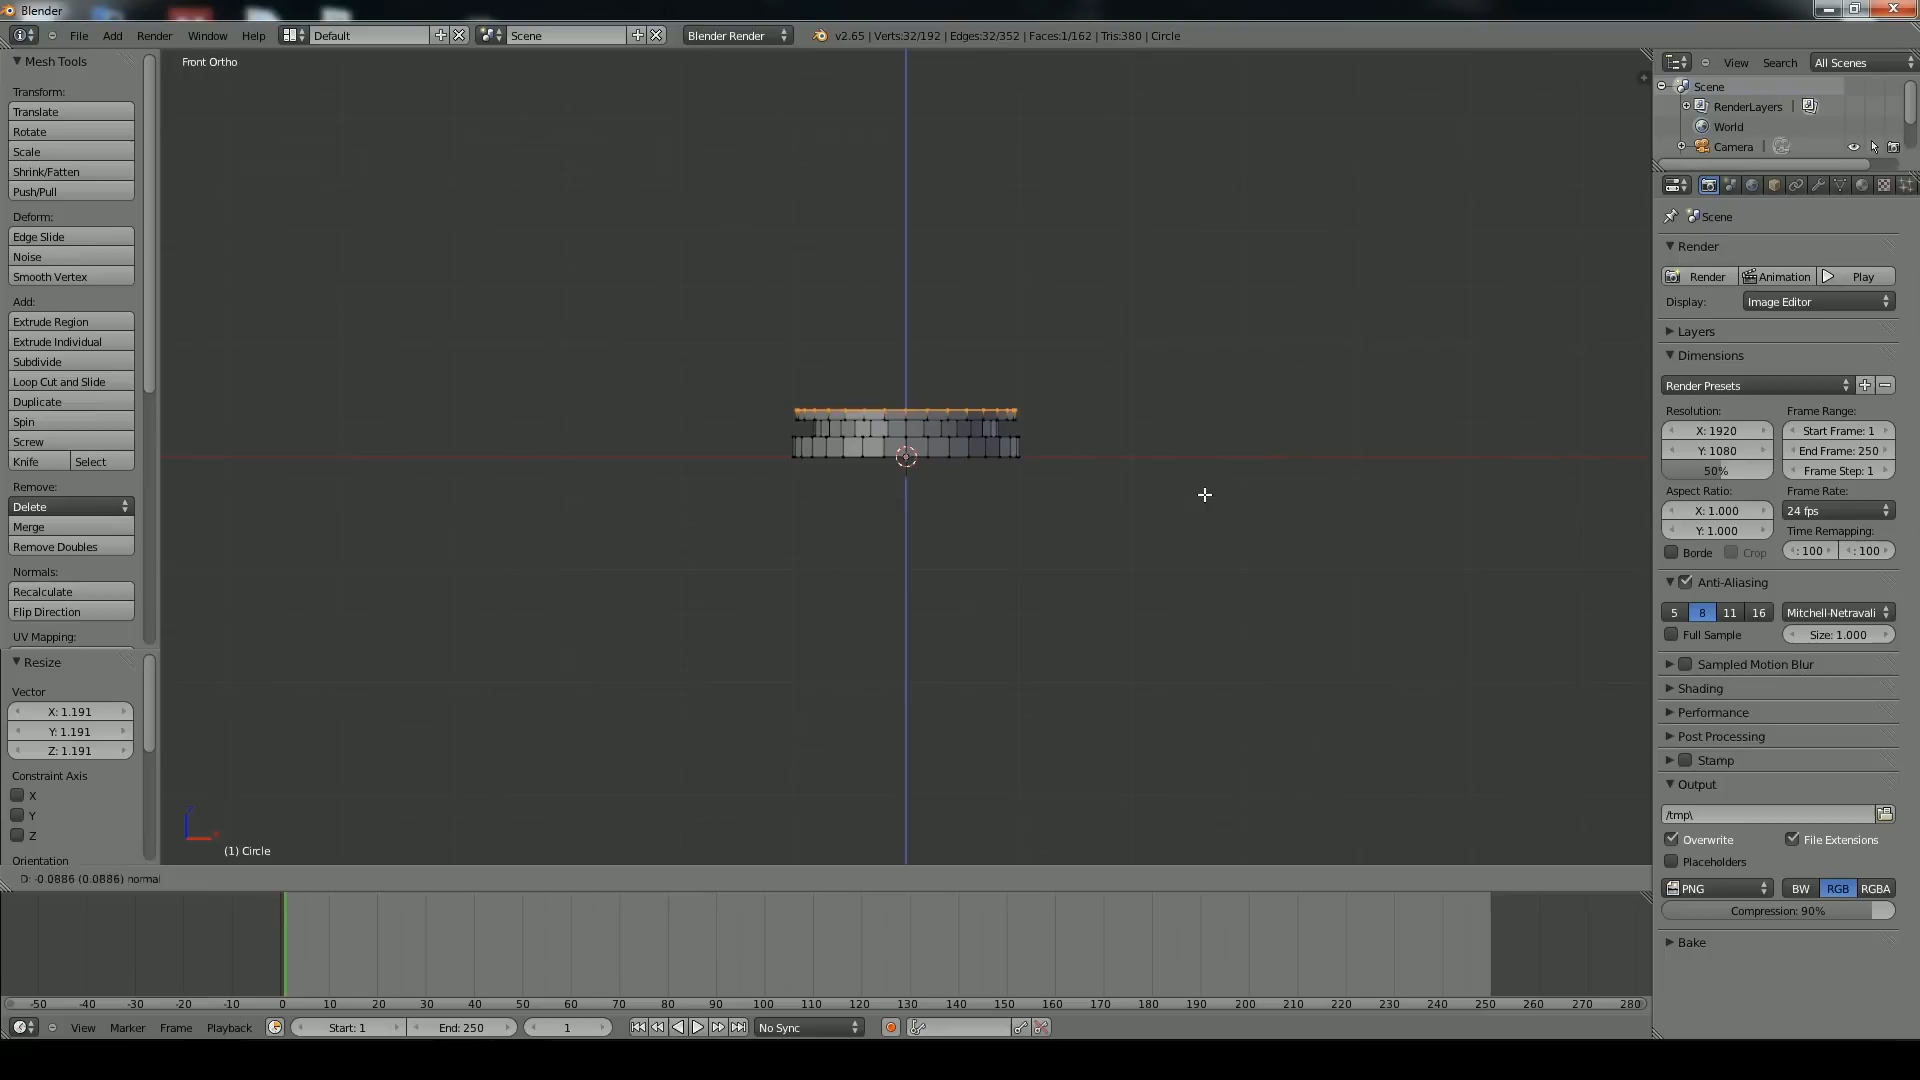 Blender
File Add Render Window Help Default Scene Blender Render v2.65 | Verts:32/192 | Edges:32/352 | Faces:1/162 | Tris:380 | Circle
Mesh Tools
Transform:
Translate
Rotate
Scale
Shrink/Fatten
Push/Pull
Deform:
Edge Slide
Noise
Smooth Vertex
Add:
Extrude Region
Extrude Individual
Subdivide
Loop Cut and Slide
Duplicate
Spin
Screw
Knife Select
Remove:
Delete
Merge
Remove Doubles
Normals:
Recalculate
Flip Direction
UV Mapping:
Resize
Vector
X: 1.191
Y: 1.191
Z: 1.191
Constraint Axis
X
Y
Z
Orientation
Front Ortho
(1) Circle
D: -0.0886 (0.0886) normal
View Search All Scenes
Scene
RenderLayers |
World
Camera |
Scene
Render
Render Animation Play
Display: Image Editor
Layers
Dimensions
Render Presets
Resolution: Frame Range:
X: 1920 Start Frame: 1
Y: 1080 End Frame: 250
50% Frame Step: 1
Aspect Ratio: Frame Rate:
X: 1.000 24 fps
Y: 1.000 Time Remapping:
Borde Crop : 100 : 100
Anti-Aliasing
5 8 11 16 Mitchell-Netravali
Full Sample Size: 1.000
Sampled Motion Blur
Shading
Performance
Post Processing
Stamp
Output
/tmp\
Overwrite File Extensions
Placeholders
PNG BW RGB RGBA
Compression: 90%
Bake
-50 -40 -30 -20 -10 0 10 20 30 40 50 60 70 80 90 100 110 120 130 140 150 160 170 180 190 200 210 220 230 240 250 260 270 280
View Marker Frame Playback Start: 1 End: 250 1 No Sync